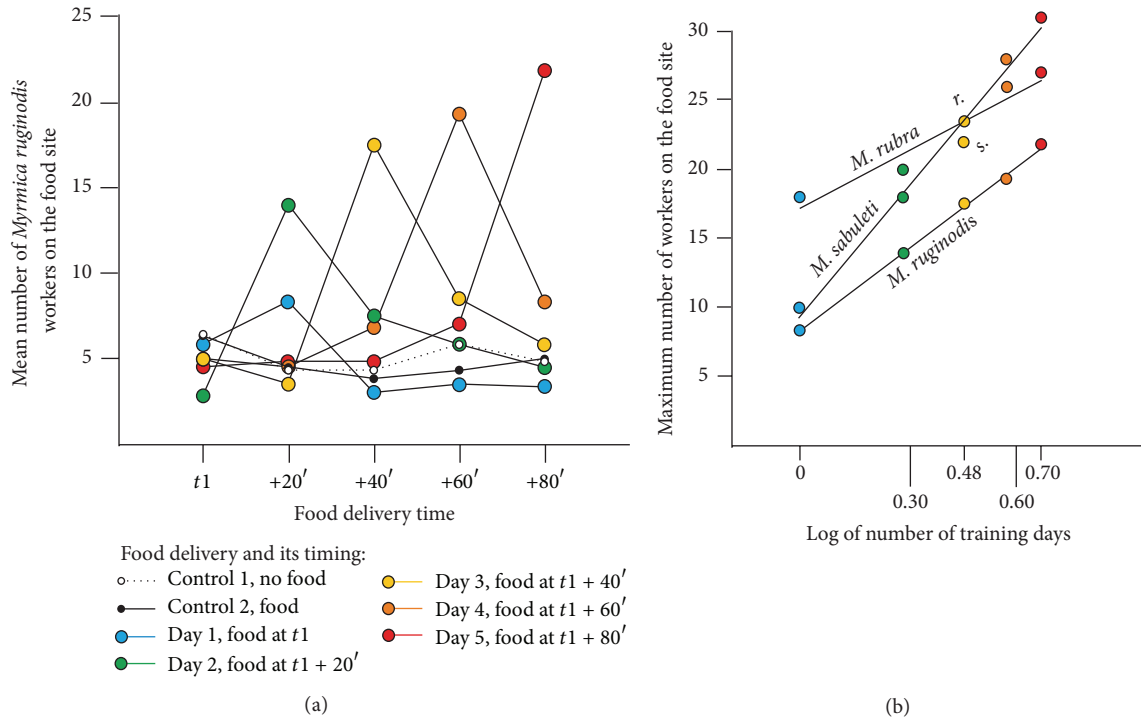 25
20
15
10
5
Mean number of Myrmica ruginodis
workers on the food site
t1
+20′
+40′
+60′
+80′
Food delivery time
Food delivery and its timing:
Control 1, no food
Control 2, food
Day 1, food at t1
Day 2, food at t1 + 20′
Day 3, food at t1 + 40′
Day 4, food at t1 + 60′
Day 5, food at t1 + 80′
(a)
30
25
20
15
10
5
Maximum number of workers on the food site
M. rubra
r.
s.
M. sabuleti
M. ruginodis
0
0.30
0.48
0.60
0.70
Log of number of training days
(b)